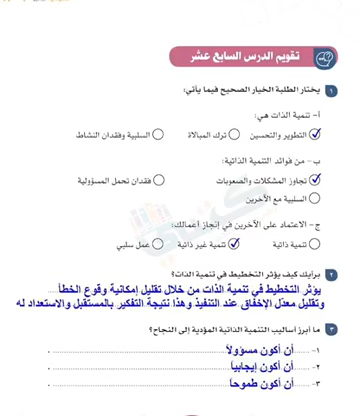 تقويم الدرس السابع عشر
١ يختار الطلبة الخيار الصحيح فيما يأتي:
أ- تنمية الذات هي:
التطوير والتحسين ترك المبالاة السلبية وفقدان النشاط
ب- من فوائد التنمية الذاتية:
تجاوز المشكلات والصعوبات فقدان تحمل المسؤولية
السلبية مع الآخرين
ج- الاعتماد على الآخرين في إنجاز أعمالك:
تنمية ذاتية تنمية غير ذاتية عمل سلبي
٢ برأيك كيف يؤثر التخطيط في تنمية الذات؟
يؤثر التخطيط في تنمية الذات من خلال تقليل إمكانية وقوع الخطأ
وتقليل معدّل الإخفاق عند التنفيذ وهذا نتيجة التفكير بالمستقبل والاستعداد له
٣ ما أبرز أساليب التنمية الذاتية المؤدية إلى النجاح؟
١- أن أكون مسؤولاً
٢- أن أكون إيجابيا
٣- أن أكون طموحا